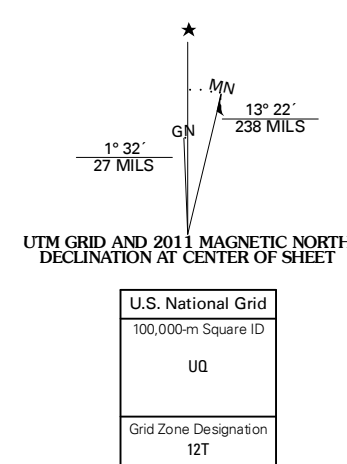 MN
13° 22´
238 MILS
GN
1° 32´
27 MILS
UTM GRID AND 2011 MAGNETIC NORTH
DECLINATION AT CENTER OF SHEET
U.S. National Grid
100,000-m Square ID
UQ
Grid Zone Designation
12T